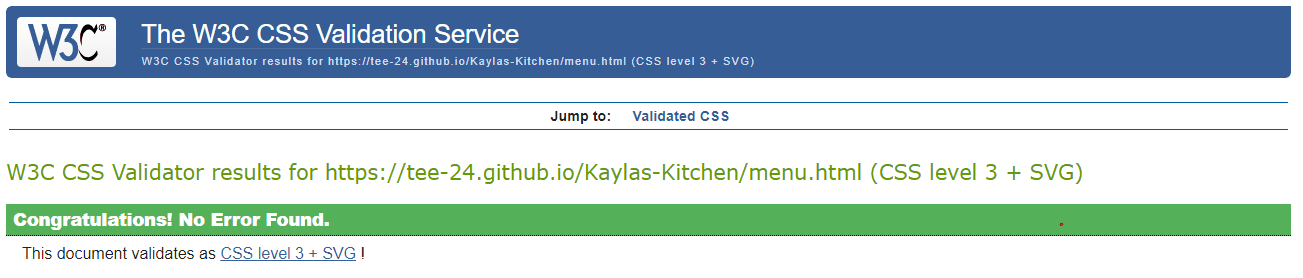 W3C®
The W3C CSS Validation Service
W3C CSS Validator results for https://tee-24.github.io/Kaylas-Kitchen/menu.html (CSS level 3 + SVG)
Jump to: Validated CSS
W3C CSS Validator results for https://tee-24.github.io/Kaylas-Kitchen/menu.html (CSS level 3 + SVG)
Congratulations! No Error Found.
This document validates as CSS level 3 + SVG !